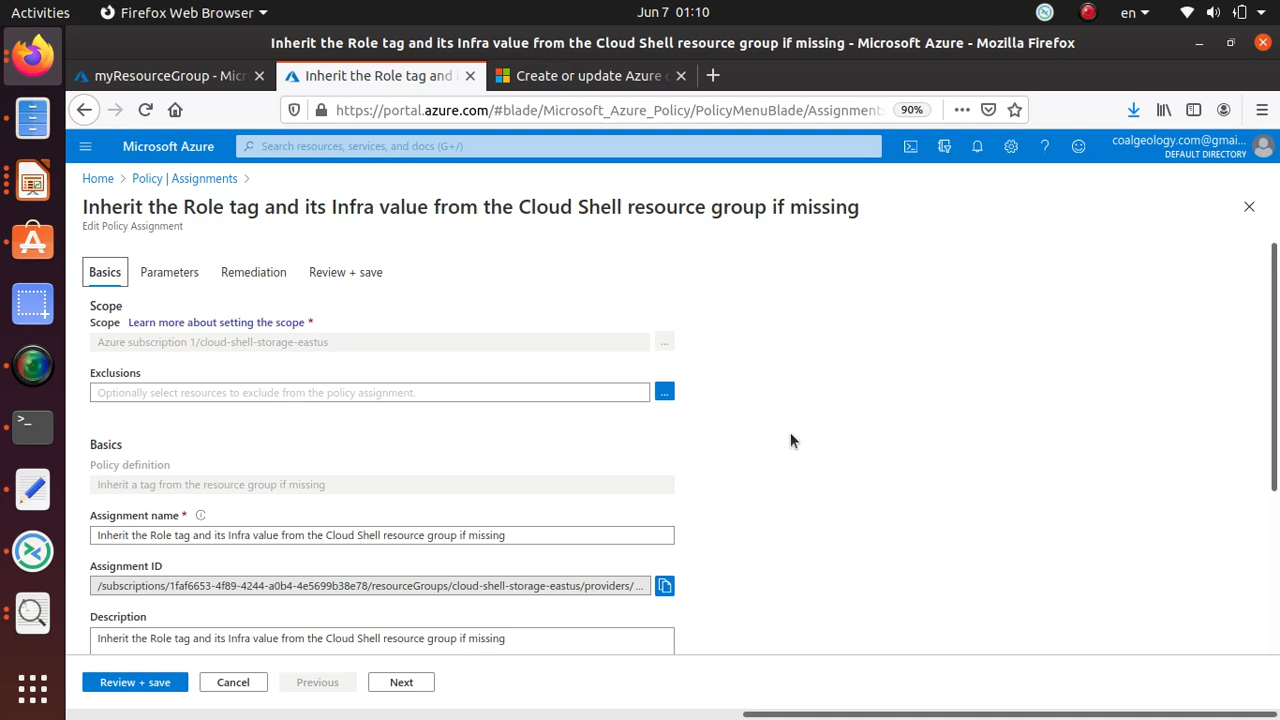 Activities
Firefox Web Browser
Jun 7 01:10
en
Inherit the Role tag and its Infra value from the Cloud Shell resource group if missing - Microsoft Azure - Mozilla Firefox
myResourceGroup - Micr
Inherit the Role tag and i
Create or update Azure c
https://portal.azure.com/#blade/Microsoft_Azure_Policy/PolicyMenuBlade/Assignments
90%
Microsoft Azure
Search resources, services, and docs (G+/)
coalgeology.com@gmai...
DEFAULT DIRECTORY
Home > Policy | Assignments >
Inherit the Role tag and its Infra value from the Cloud Shell resource group if missing
Edit Policy Assignment
Basics
Parameters
Remediation
Review + save
Scope
Scope Learn more about setting the scope *
Azure subscription 1/cloud-shell-storage-eastus
...
Exclusions
Optionally select resources to exclude from the policy assignment.
...
Basics
Policy definition
Inherit a tag from the resource group if missing
Assignment name *
Inherit the Role tag and its Infra value from the Cloud Shell resource group if missing
Assignment ID
/subscriptions/1faf6653-4f89-4244-a0b4-4e5699b38e78/resourceGroups/cloud-shell-storage-eastus/providers/ ...
Description
Inherit the Role tag and its Infra value from the Cloud Shell resource group if missing
Review + save
Cancel
Previous
Next